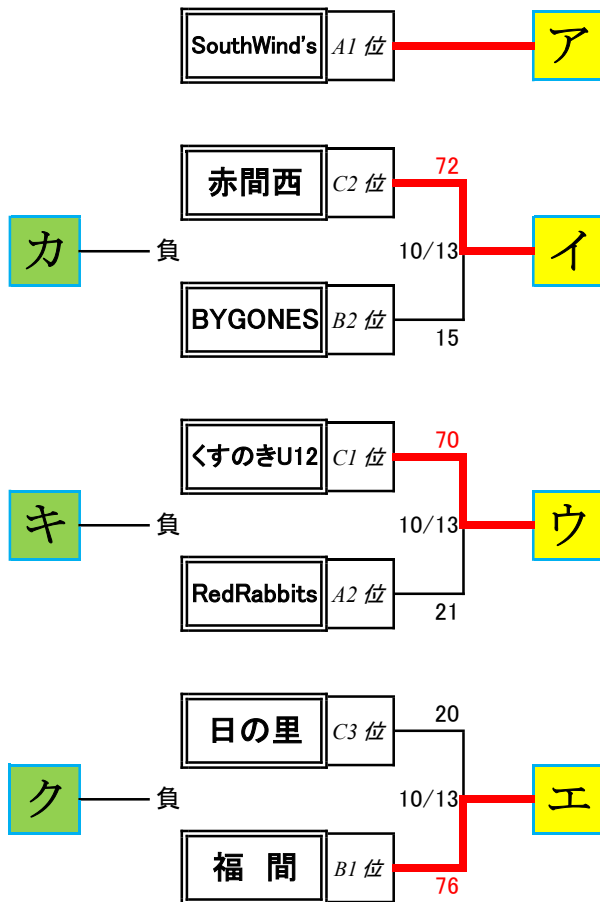 SouthWind's A1 位 ア
72
赤間西 C2 位
カ 負 10/13 イ
BYGONES B2 位
15
70
くすのきU12 C1 位
キ 負 10/13 ウ
RedRabbits A2 位
21
20
日の里 C3 位
ク 負 10/13 エ
福 間 B1 位
76